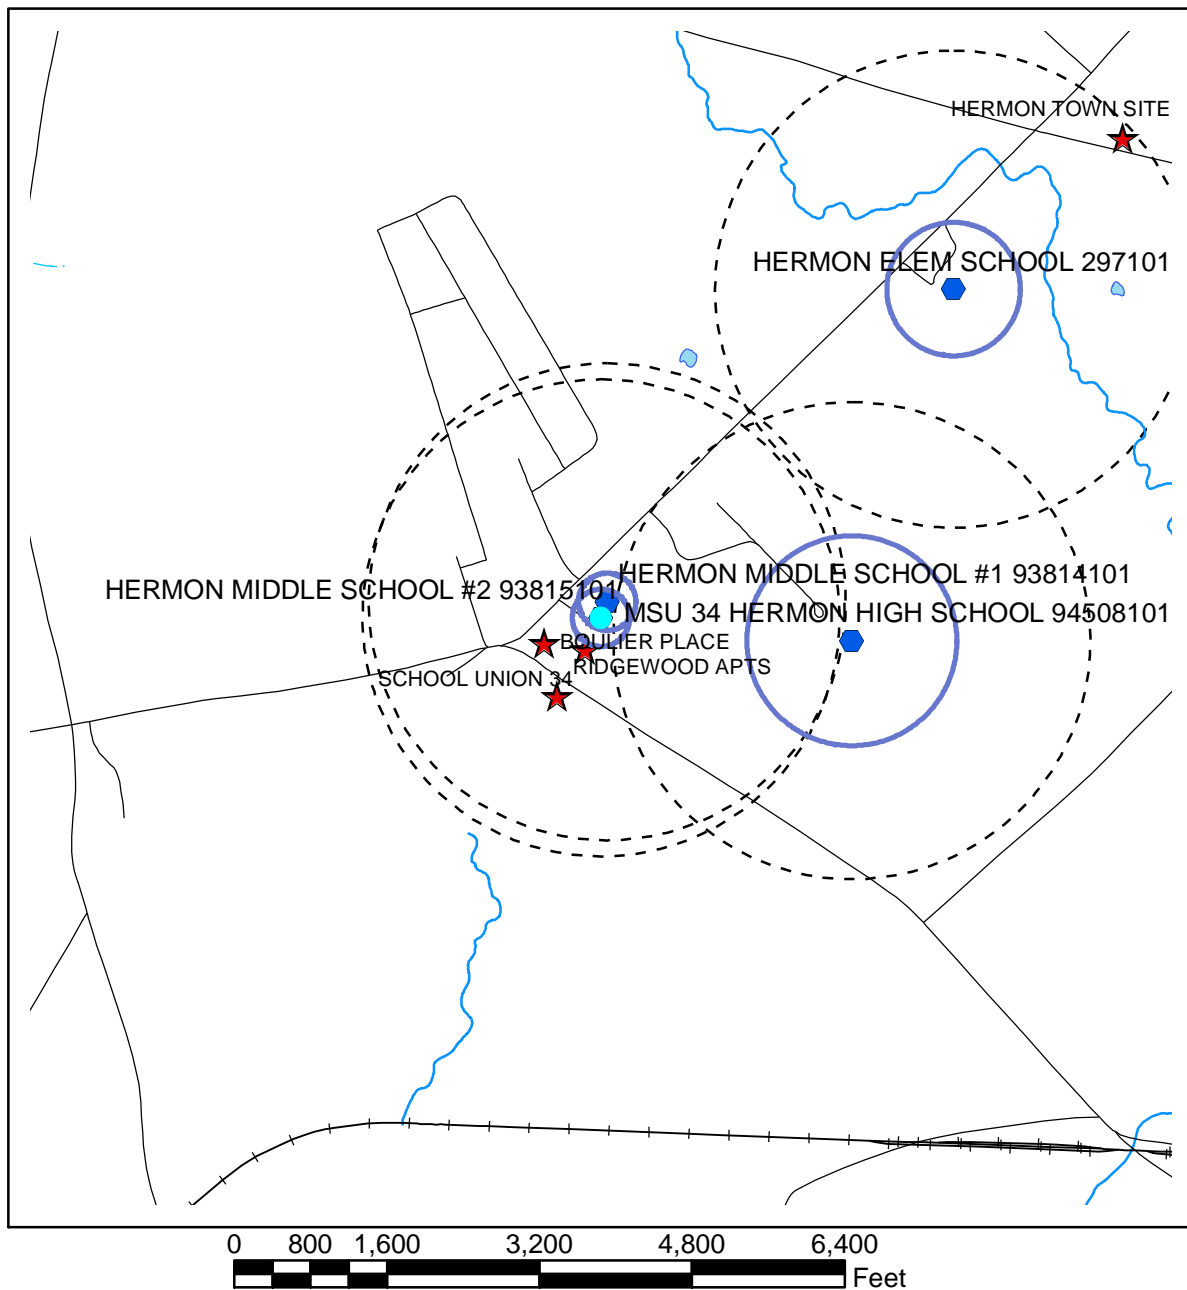 HERMON TOWN SITE
HERMON ELEM SCHOOL 297101
HERMON MIDDLE SCHOOL #1 93814101
HERMON MIDDLE SCHOOL #2 93815101
MSU 34 HERMON HIGH SCHOOL 94508101
BOULIER PLACE
RIDGEWOOD APTS
SCHOOL UNION 34
0 800 1,600 3,200 4,800 6,400
Feet